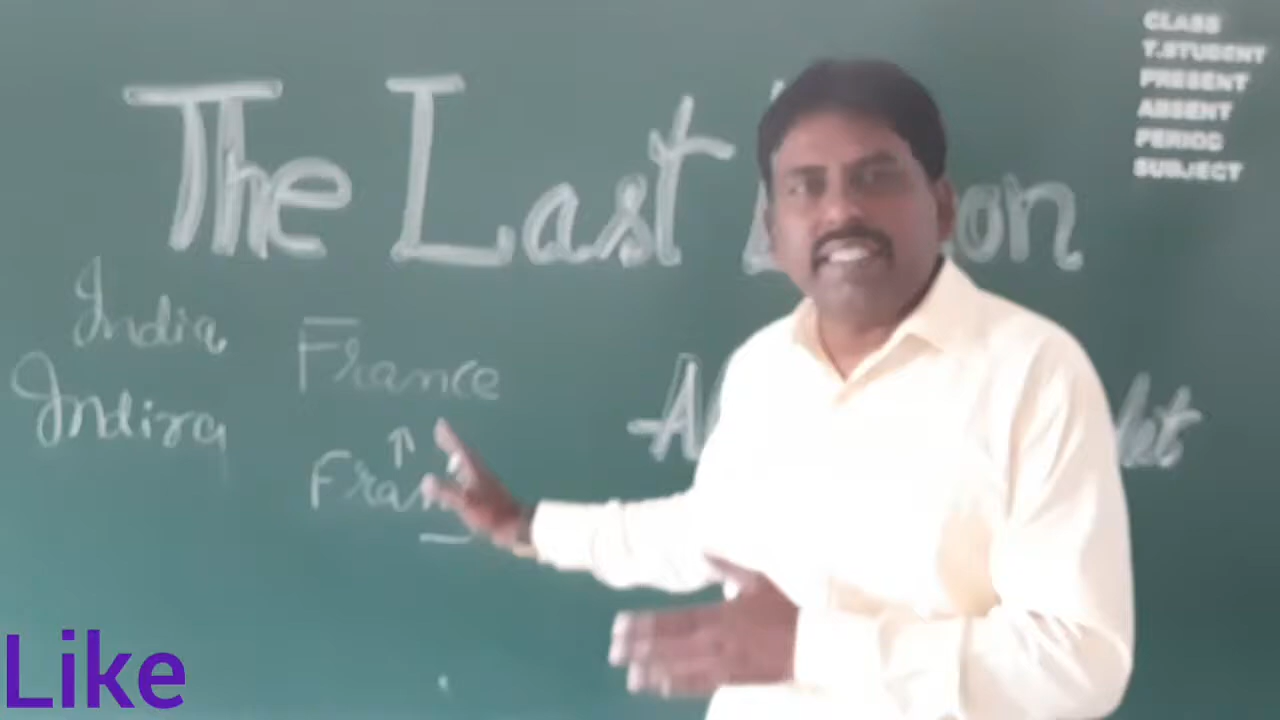 CLASS
T.STUDENT
PRESENT
ABSENT
PERIOD
SUBJECT
The Last
India
Indira
France
↑
Like